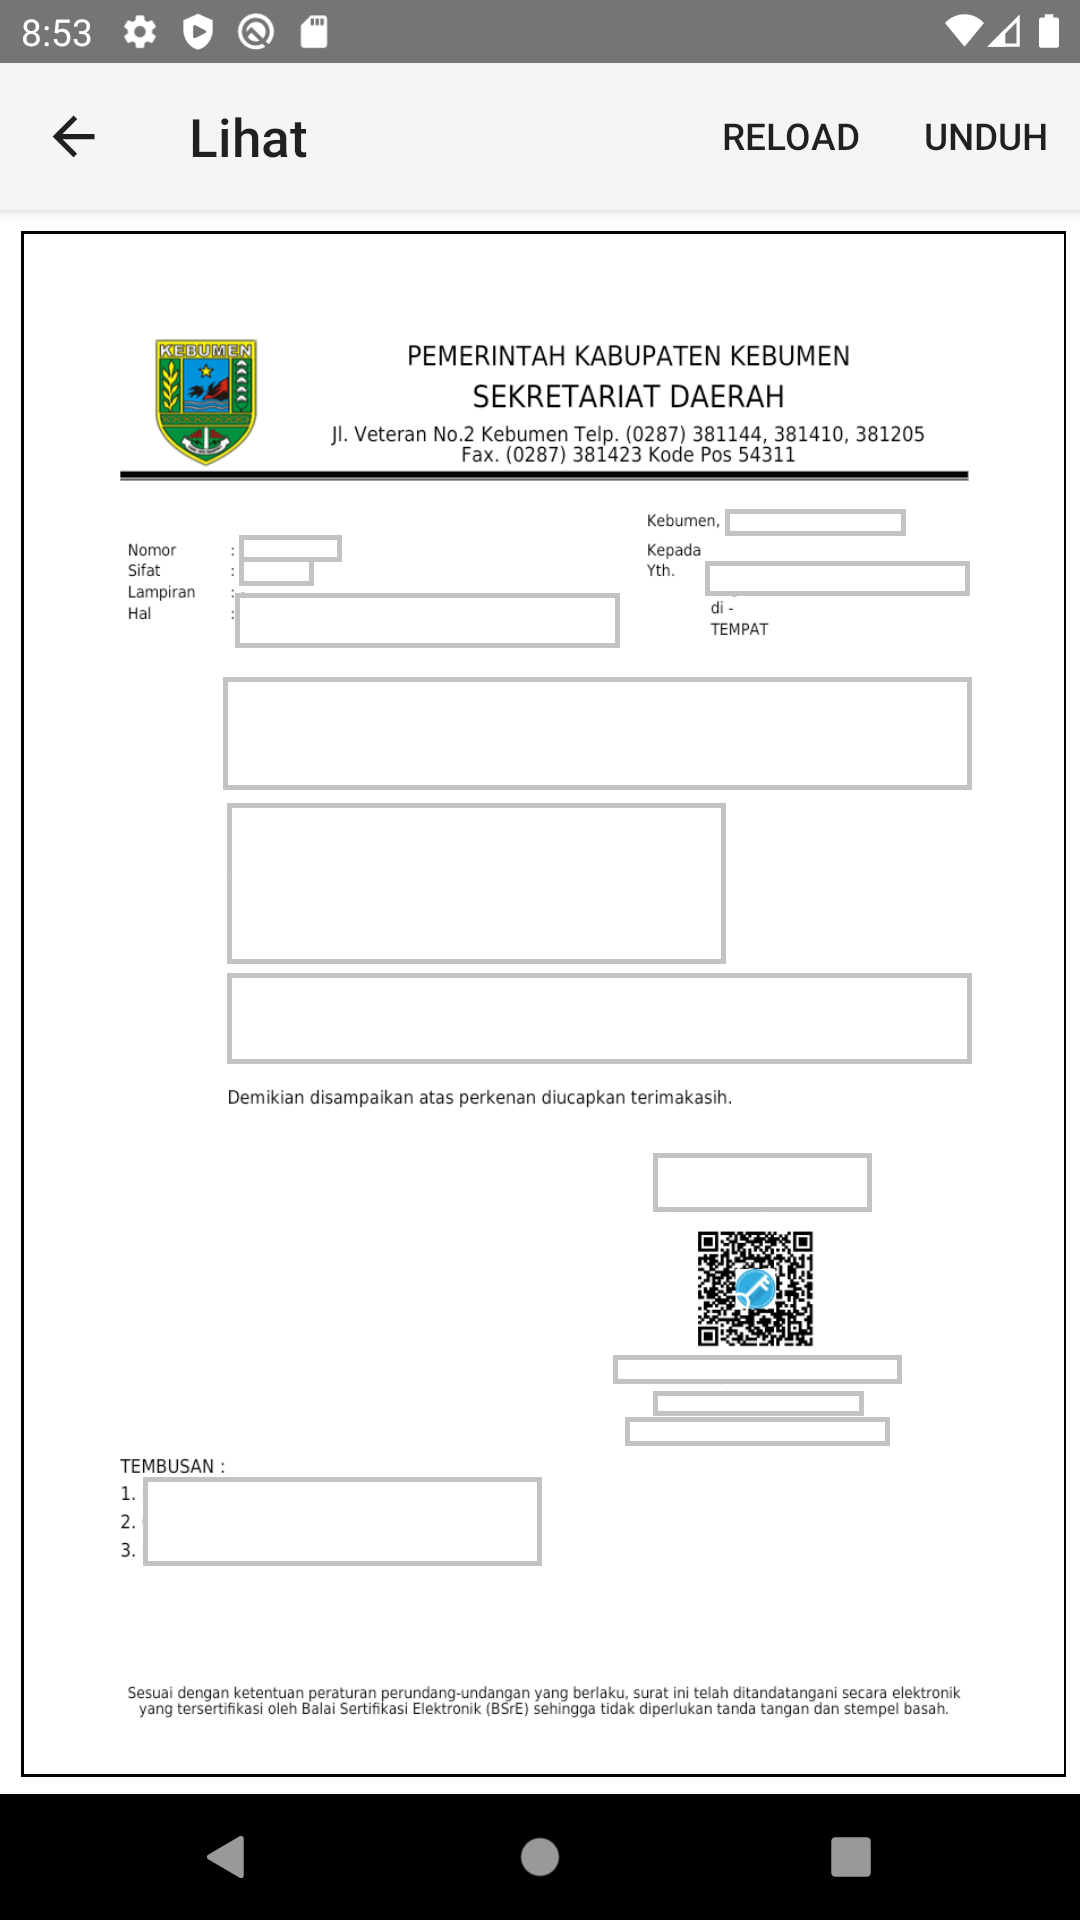 8:53
Lihat
RELOAD
UNDUH
KEBUMEN
PEMERINTAH KABUPATEN KEBUMEN
SEKRETARIAT DAERAH
Jl. Veteran No.2 Kebumen Telp. (0287) 381144, 381410, 381205
Fax. (0287) 381423 Kode Pos 54311
Kebumen,
Nomor :
Sifat :
Lampiran : -
Hal :
Kepada
Yth.
di -
TEMPAT
Demikian disampaikan atas perkenan diucapkan terimakasih.
TEMBUSAN :
1.
2.
3.
Sesuai dengan ketentuan peraturan perundang-undangan yang berlaku, surat ini telah ditandatangani secara elektronik
yang tersertifikasi oleh Balai Sertifikasi Elektronik (BSrE) sehingga tidak diperlukan tanda tangan dan stempel basah.